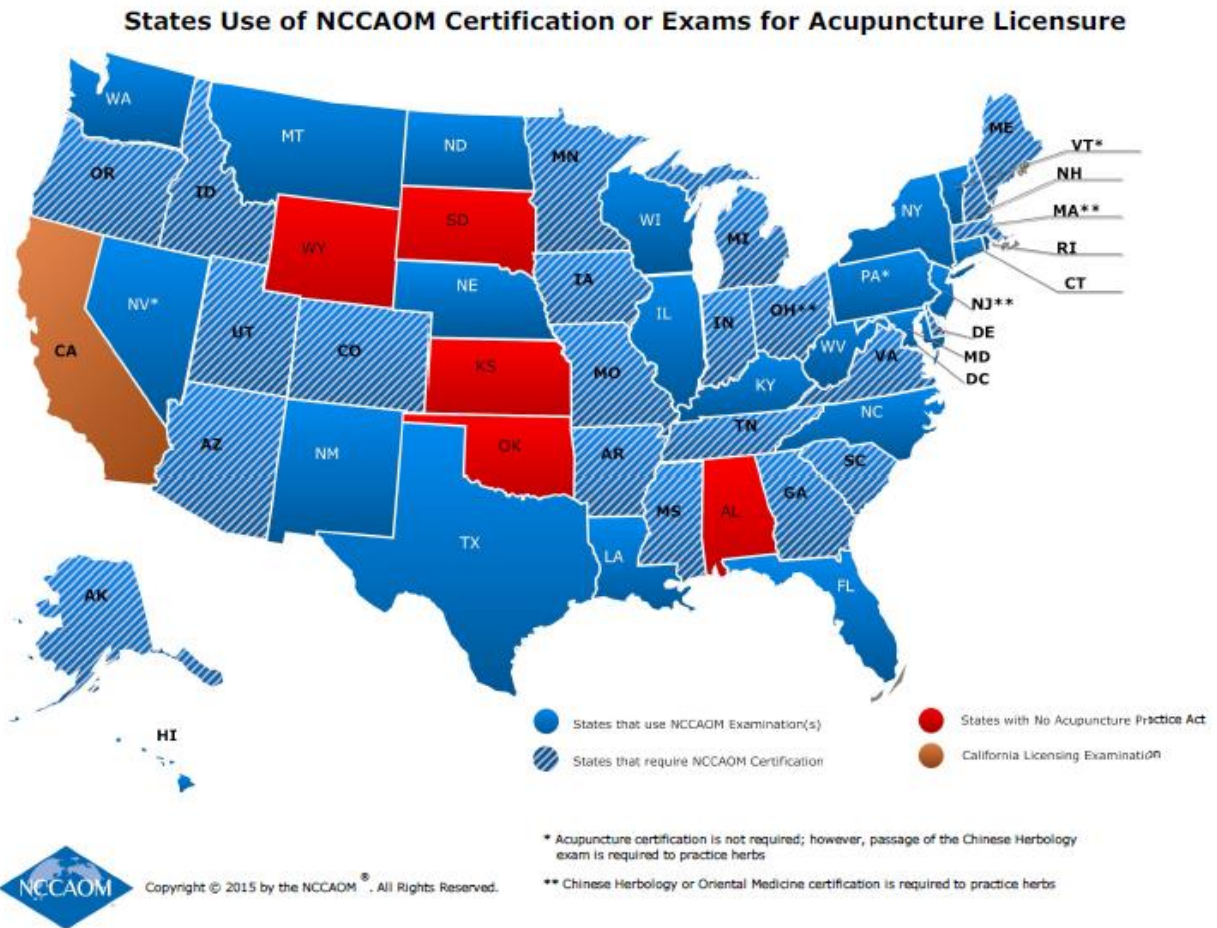 States Use of NCCAOM Certification or Exams for Acupuncture Licensure
WA
MT
ND
MN
ME
VT*
OR
ID
NH
WY
SD
WI
MI
NY
MA**
RI
CT
NV*
NE
IA
PA*
NJ**
CA
UT
CO
IL
IN
OH**
DE
MD
DC
KS
MO
WV
VA
KY
NC
AZ
NM
OK
AR
TN
SC
MS
AL
GA
TX
LA
FL
AK
HI
States that use NCCAOM Examination(s)
States with No Acupuncture Practice Act
States that require NCCAOM Certification
California Licensing Examination
* Acupuncture certification is not required; however, passage of the Chinese Herbology
exam is required to practice herbs
NCCAOM
Copyright © 2015 by the NCCAOM ®. All Rights Reserved.
** Chinese Herbology or Oriental Medicine certification is required to practice herbs